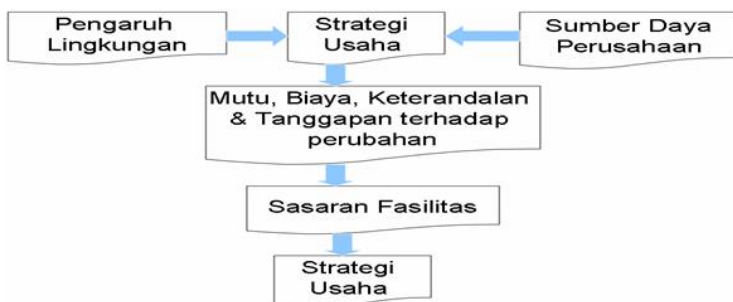 Pengaruh
Lingkungan
Strategi
Usaha
Sumber Daya
Perusahaan
Mutu, Biaya, Keterandalan
& Tanggapan terhadap
perubahan
Sasaran Fasilitas
Strategi
Usaha